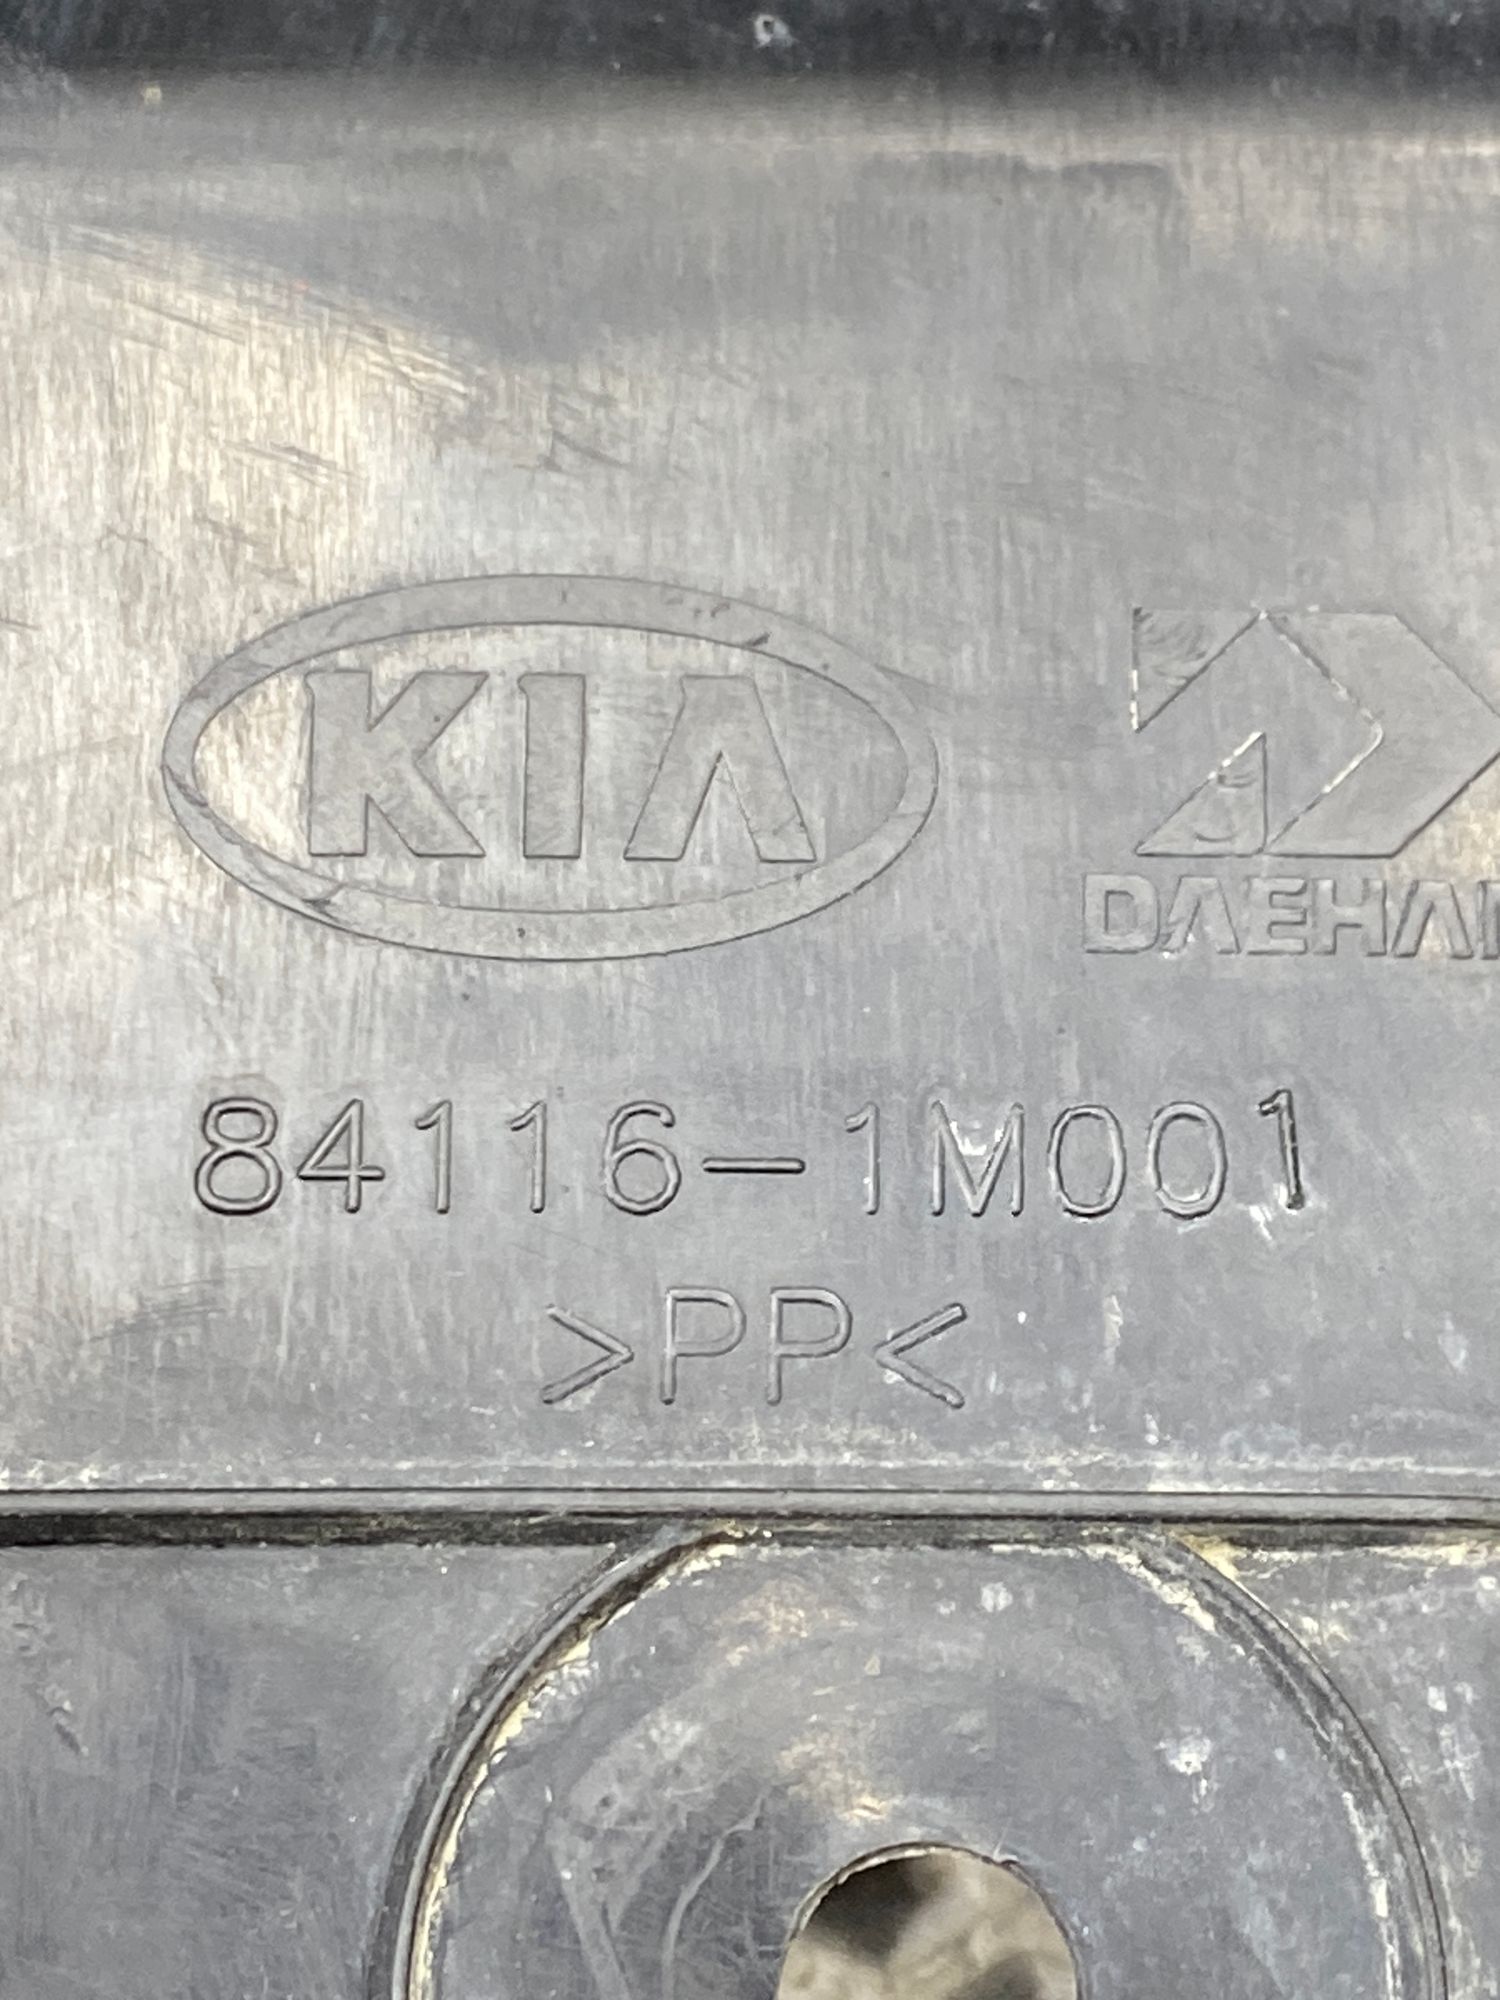 KIA
DAEHAN
84116-1M001
>PP<